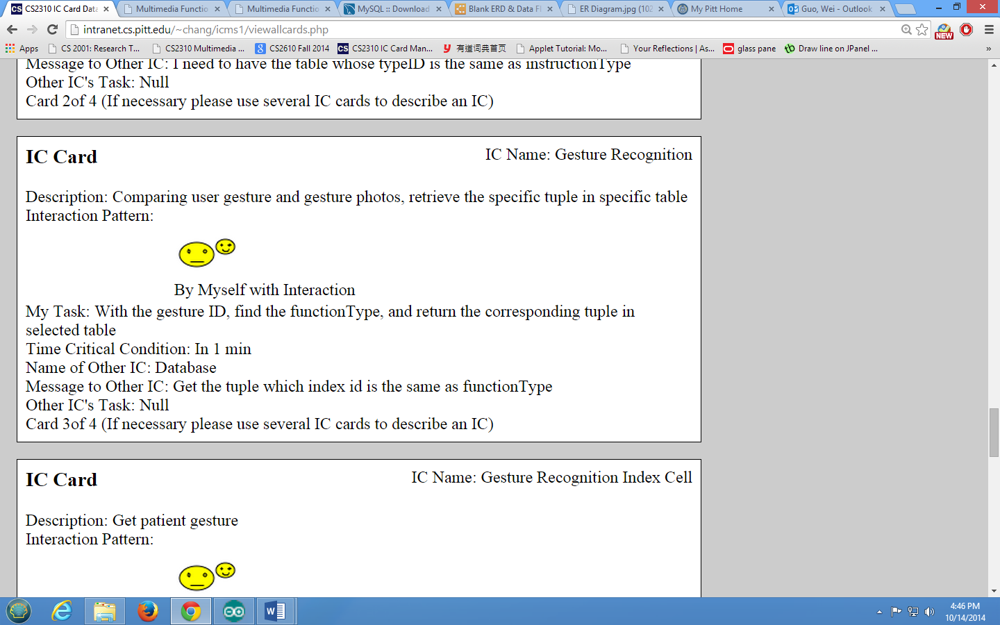 CS2310 IC Card Data
Multimedia Functio
Multimedia Functio
MySQL :: Download
Blank ERD & Data Fl
ER Diagram.jpg (102
My Pitt Home
Guo, Wei - Outlook
intranet.cs.pitt.edu/~chang/icms1/viewallcards.php
NEW
Apps
CS 2001: Research T...
CS2310 Multimedia ...
CS2610 Fall 2014
CS2310 IC Card Man...
有道词典首页
Applet Tutorial: Mo...
Your Reflections | As...
glass pane
Draw line on JPanel ...
»
Message to Other IC: I need to have the table whose typeID is the same as instructionType
Other IC's Task: Null
Card 2of 4 (If necessary please use several IC cards to describe an IC)
IC Card
IC Name: Gesture Recognition
Description: Comparing user gesture and gesture photos, retrieve the specific tuple in specific table
Interaction Pattern:
By Myself with Interaction
My Task: With the gesture ID, find the functionType, and return the corresponding tuple in
selected table
Time Critical Condition: In 1 min
Name of Other IC: Database
Message to Other IC: Get the tuple which index id is the same as functionType
Other IC's Task: Null
Card 3of 4 (If necessary please use several IC cards to describe an IC)
IC Card
IC Name: Gesture Recognition Index Cell
Description: Get patient gesture
Interaction Pattern:
4:46 PM
10/14/2014